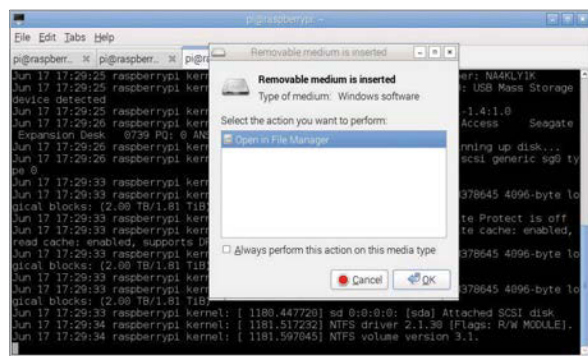 pi@raspberrypi: ~
File Edit Tabs Help
pi@raspberr... pi@raspberr... pi@ra
Removable medium is inserted
Removable medium is inserted
Type of medium: Windows software
Select the action you want to perform:
Open in File Manager
Always perform this action on this media type
Cancel OK
Jun 17 17:29:25 raspberrypi kern er: NA4KLY1K
Jun 17 17:29:25 raspberrypi kern : USB Mass Storage
device detected
Jun 17 17:29:25 raspberrypi kern -1.4:1.0
Jun 17 17:29:26 raspberrypi kern Access Seagate
Expansion Desk 0739 PQ: 0 ANS
Jun 17 17:29:26 raspberrypi kern nning up disk...
Jun 17 17:29:26 raspberrypi kern scsi generic sg0 ty
pe 0
Jun 17 17:29:33 raspberrypi kern 378645 4096-byte lo
gical blocks: (2.00 TB/1.81 TiB)
Jun 17 17:29:33 raspberrypi kern te Protect is off
Jun 17 17:29:33 raspberrypi kern te cache: enabled,
read cache: enabled, supports DP
Jun 17 17:29:33 raspberrypi kern 378645 4096-byte lo
gical blocks: (2.00 TB/1.81 TiB)
Jun 17 17:29:33 raspberrypi kern 378645 4096-byte lo
gical blocks: (2.00 TB/1.81 TiB)
Jun 17 17:29:33 raspberrypi kernel: [ 1180.447720] sd 0:0:0:0: [sda] Attached SCSI disk
Jun 17 17:29:34 raspberrypi kernel: [ 1181.517232] NTFS driver 2.1.30 [Flags: R/W MODULE].
Jun 17 17:29:34 raspberrypi kernel: [ 1181.597045] NTFS volume version 3.1.